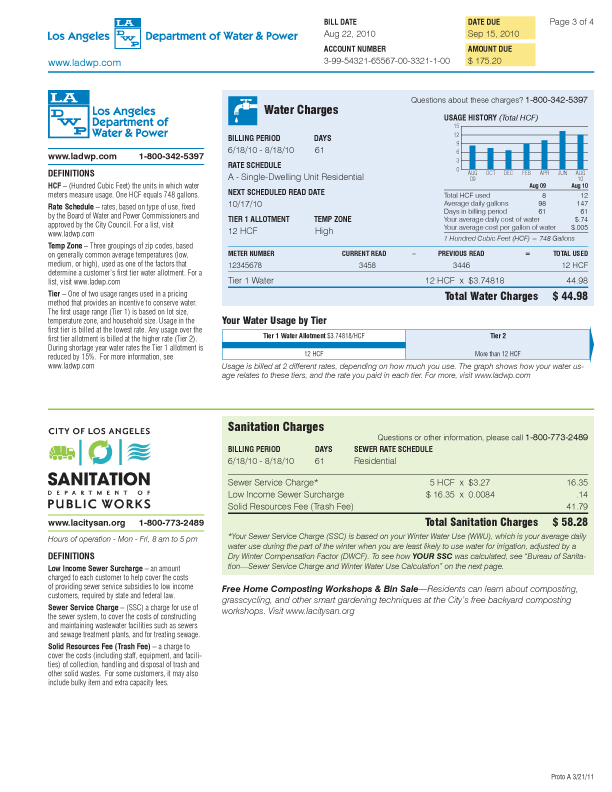 Los Angeles LA DWP Department of Water & Power
www.ladwp.com
BILL DATE
Aug 22, 2010
ACCOUNT NUMBER
3-99-54321-65567-00-3321-1-00
DATE DUE
Sep 15, 2010
AMOUNT DUE
$ 175.20
Page 3 of 4
LA
DWP
Los Angeles
Department of
Water & Power
www.ladwp.com 1-800-342-5397
DEFINITIONS
HCF – (Hundred Cubic Feet) the units in which water
meters measure usage. One HCF equals 748 gallons.
Rate Schedule – rates, based on type of use, fixed
by the Board of Water and Power Commissioners and
approved by the City Council. For a list, visit
www.ladwp.com
Temp Zone – Three groupings of zip codes, based
on generally common average temperatures (low,
medium, or high), used as one of the factors that
determine a customer's first tier water allotment. For a
list, visit www.ladwp.com
Tier – One of two usage ranges used in a pricing
method that provides an incentive to conserve water.
The first usage range (Tier 1) is based on lot size,
temperature zone, and household size. Usage in the
first tier is billed at the lowest rate. Any usage over the
first tier allotment is billed at the higher rate (Tier 2).
During shortage year water rates the Tier 1 allotment is
reduced by 15%. For more information, see
www.ladwp.com
Water Charges
Questions about these charges? 1-800-342-5397
BILLING PERIOD DAYS
6/18/10 - 8/18/10 61
RATE SCHEDULE
A - Single-Dwelling Unit Residential
NEXT SCHEDULED READ DATE
10/17/10
TIER 1 ALLOTMENT TEMP ZONE
12 HCF High
USAGE HISTORY (Total HCF)
15
12
9
6
3
0
AUG 09 OCT DEC FEB APR JUN AUG 10
Aug 09 Aug 10
Total HCF used 8 12
Average daily gallons 98 147
Days in billing period 61 61
Your average daily cost of water $.74
Your average cost per gallon of water $.005
1 Hundred Cubic Feet (HCF) = 748 Gallons
METER NUMBER CURRENT READ – PREVIOUS READ = TOTAL USED
12345678 3458 3446 12 HCF
Tier 1 Water 12 HCF x $3.74818 44.98
Total Water Charges $ 44.98
Your Water Usage by Tier
Tier 1 Water Allotment $3.74818/HCF Tier 2
12 HCF More than 12 HCF
Usage is billed at 2 different rates, depending on how much you use. The graph shows how your water us-
age relates to these tiers, and the rate you paid in each tier. For more, visit www.ladwp.com
CITY OF LOS ANGELES
SANITATION
DEPARTMENT OF
PUBLIC WORKS
www.lacitysan.org 1-800-773-2489
Hours of operation - Mon - Fri, 8 am to 5 pm
DEFINITIONS
Low Income Sewer Surcharge – an amount
charged to each customer to help cover the costs
of providing sewer service subsidies to low income
customers, required by state and federal law.
Sewer Service Charge – (SSC) a charge for use of
the sewer system, to cover the costs of constructing
and maintaining wastewater facilities such as sewers
and sewage treatment plants, and for treating sewage.
Solid Resources Fee (Trash Fee) – a charge to
cover the costs (including staff, equipment, and facili-
ties) of collection, handling and disposal of trash and
other solid wastes. For some customers, it may also
include bulky item and extra capacity fees.
Sanitation Charges
Questions or other information, please call 1-800-773-2489
BILLING PERIOD DAYS SEWER RATE SCHEDULE
6/18/10 - 8/18/10 61 Residential
Sewer Service Charge* 5 HCF x $3.27 16.35
Low Income Sewer Surcharge $ 16.35 x 0.0084 .14
Solid Resources Fee (Trash Fee) 41.79
Total Sanitation Charges $ 58.28
*Your Sewer Service Charge (SSC) is based on your Winter Water Use (WWU), which is your average daily
water use during the part of the winter when you are least likely to use water for irrigation, adjusted by a
Dry Winter Compensation Factor (DWCF). To see how YOUR SSC was calculated, see "Bureau of Sanita-
tion—Sewer Service Charge and Winter Water Use Calculation" on the next page.
Free Home Composting Workshops & Bin Sale—Residents can learn about composting,
grasscycling, and other smart gardening techniques at the City's free backyard composting
workshops. Visit www.lacitysan.org
Proto A 3/21/11